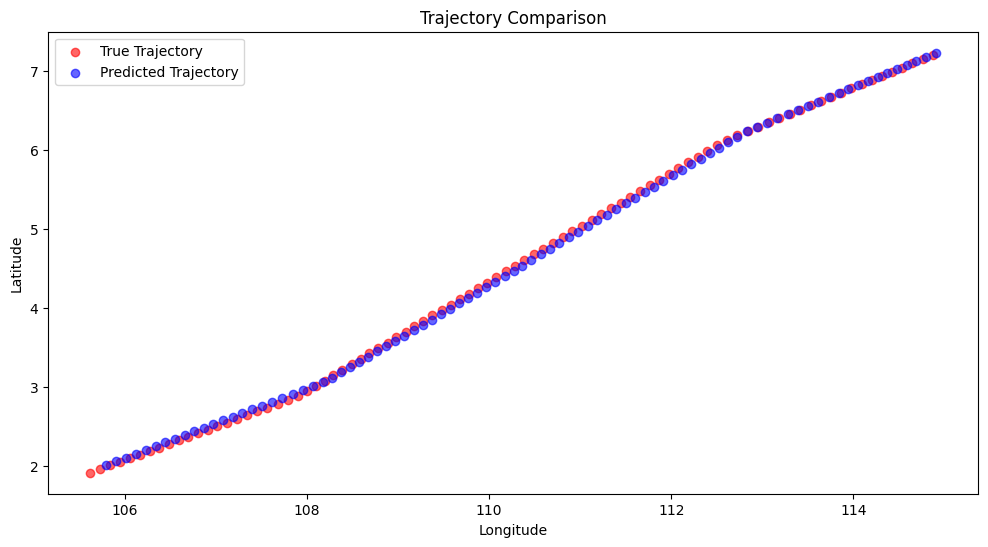 Trajectory Comparison
True Trajectory
Predicted Trajectory
7
6
5
4
3
2
Latitude
106
108
110
112
114
Longitude